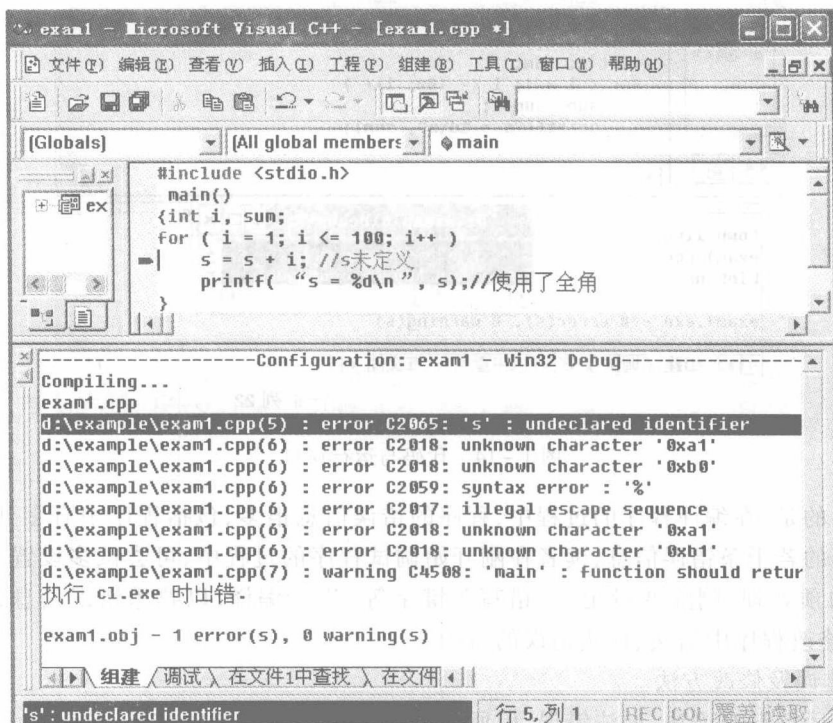 exam1 - Microsoft Visual C++ - [exam1.cpp *]
文件(F) 编辑(E) 查看(V) 插入(I) 工程(P) 组建(B) 工具(T) 窗口(W) 帮助(H)
(Globals) (All global members main
ex
#include <stdio.h>
main()
{int i, sum;
for ( i = 1; i <= 100; i++ )
s = s + i; //s未定义
printf( “s = %d\n ”, s);//使用了全角
}
--------------------Configuration: exam1 - Win32 Debug--------------------
Compiling...
exam1.cpp
d:\example\exam1.cpp(5) : error C2065: 's' : undeclared identifier
d:\example\exam1.cpp(6) : error C2018: unknown character '0xa1'
d:\example\exam1.cpp(6) : error C2018: unknown character '0xb0'
d:\example\exam1.cpp(6) : error C2059: syntax error : '%'
d:\example\exam1.cpp(6) : error C2017: illegal escape sequence
d:\example\exam1.cpp(6) : error C2018: unknown character '0xa1'
d:\example\exam1.cpp(6) : error C2018: unknown character '0xb1'
d:\example\exam1.cpp(7) : warning C4508: 'main' : function should retur
执行 cl.exe 时出错.
exam1.obj - 1 error(s), 0 warning(s)
组建 调试 在文件1中查找 在文件
's' : undeclared identifier 行 5, 列 1 REC COL 覆盖 读取